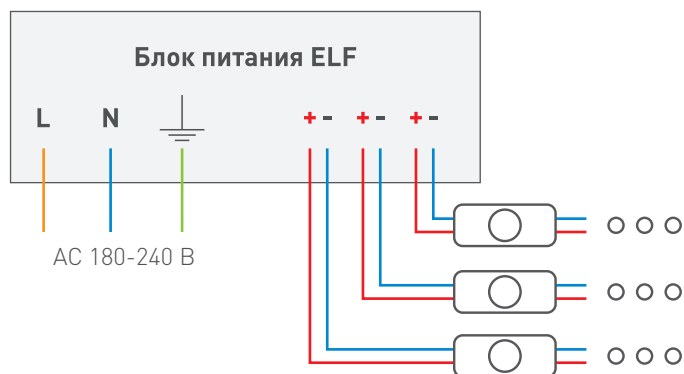 Блок питания ELF
L N + - + - + -
AC 180-240 В